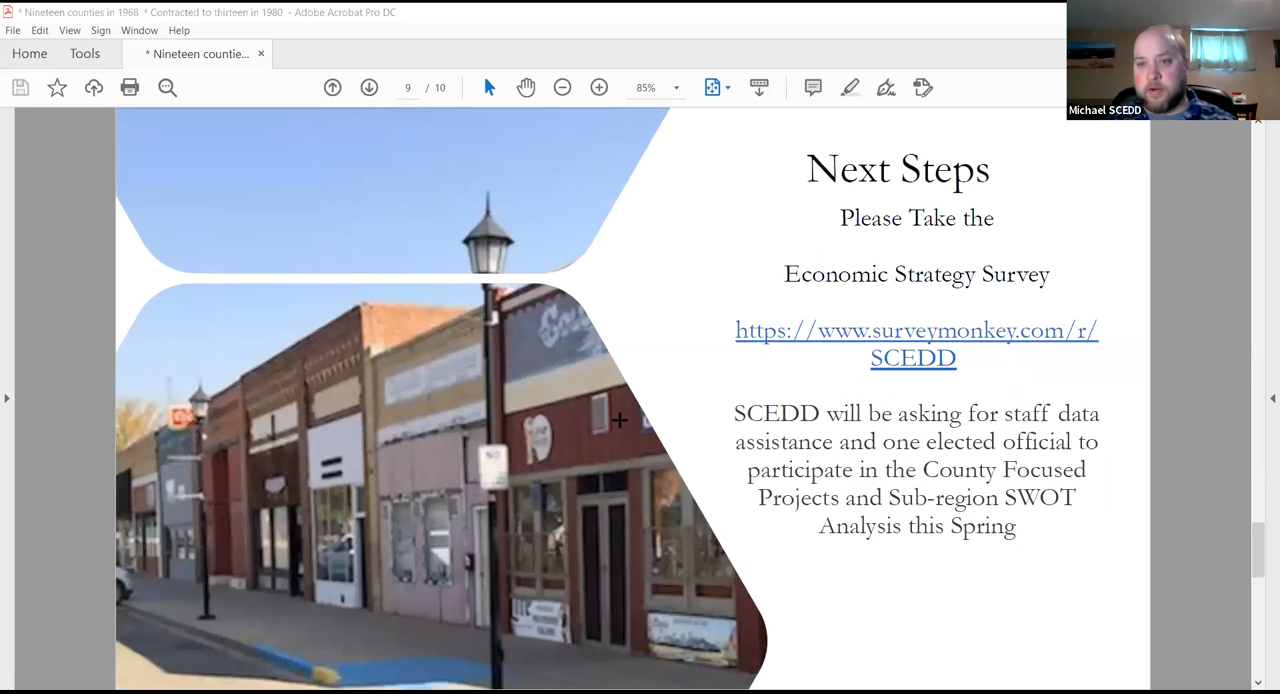 * Nineteen counties in 1968 * Contracted to thirteen in 1980 - Adobe Acrobat Pro DC
File Edit View Sign Window Help
Home Tools * Nineteen countie... ×
9 / 10 85%
Michael SCEDD
Next Steps
Please Take the
Economic Strategy Survey
https://www.surveymonkey.com/r/
SCEDD
SCEDD will be asking for staff data
assistance and one elected official to
participate in the County Focused
Projects and Sub-region SWOT
Analysis this Spring
NO